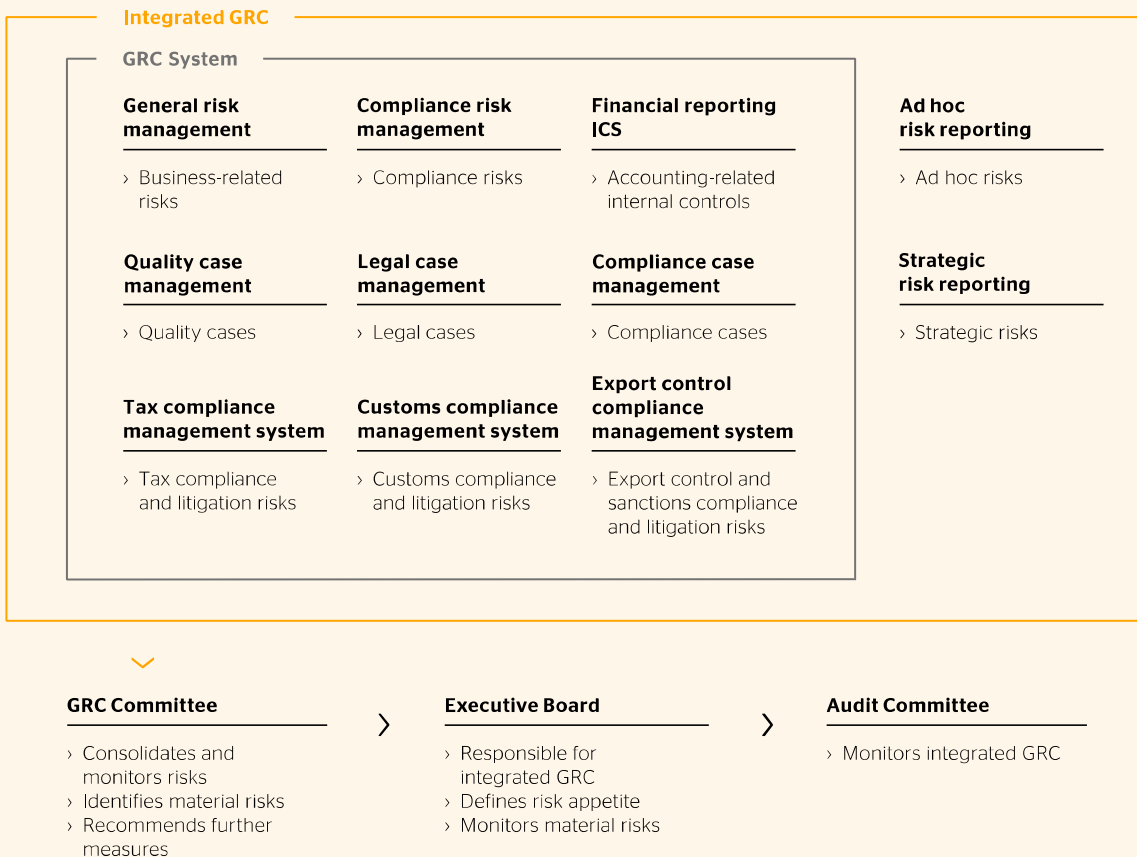 Integrated GRC
GRC System
General risk
management
› Business-related
risks
Compliance risk
management
› Compliance risks
Financial reporting
ICS
› Accounting-related
internal controls
Ad hoc
risk reporting
› Ad hoc risks
Quality case
management
› Quality cases
Legal case
management
› Legal cases
Compliance case
management
› Compliance cases
Strategic
risk reporting
› Strategic risks
Tax compliance
management system
› Tax compliance
and litigation risks
Customs compliance
management system
› Customs compliance
and litigation risks
Export control
compliance
management system
› Export control and
sanctions compliance
and litigation risks
GRC Committee
› Consolidates and
monitors risks
› Identifies material risks
› Recommends further
measures
Executive Board
› Responsible for
integrated GRC
› Defines risk appetite
› Monitors material risks
Audit Committee
› Monitors integrated GRC